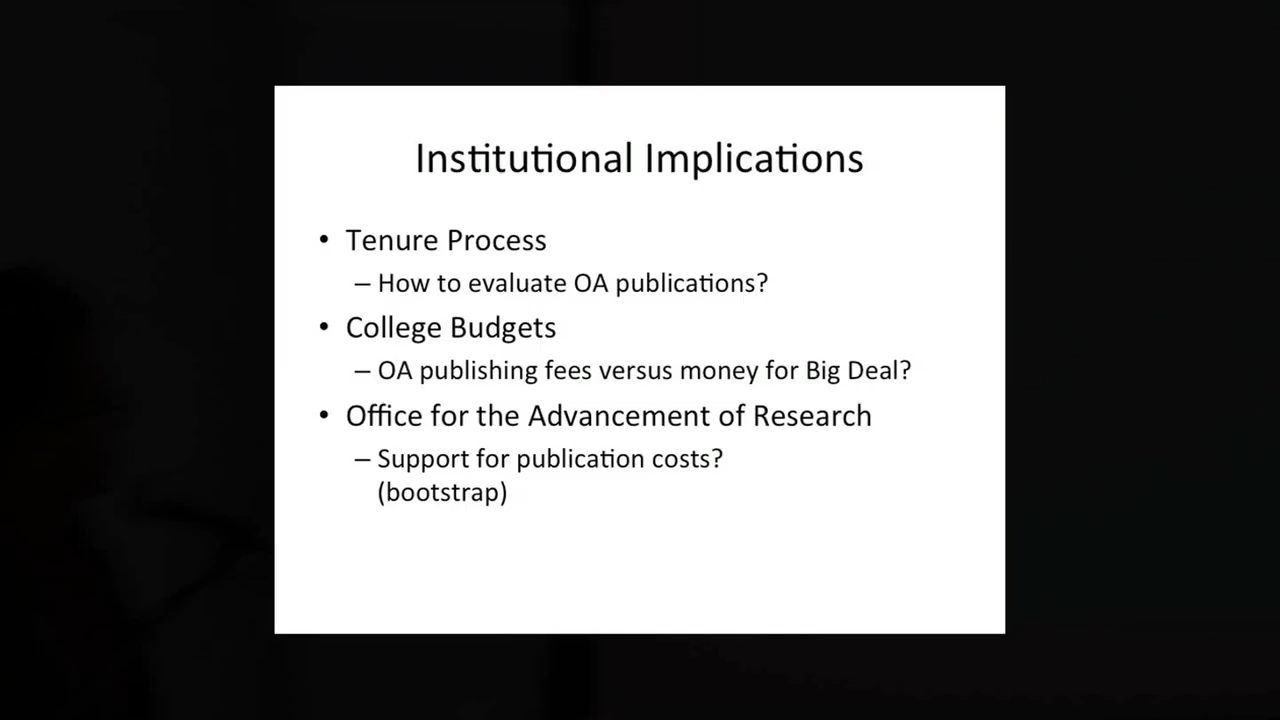 Institutional Implications
• Tenure Process
– How to evaluate OA publications?
• College Budgets
– OA publishing fees versus money for Big Deal?
• Office for the Advancement of Research
– Support for publication costs?
(bootstrap)